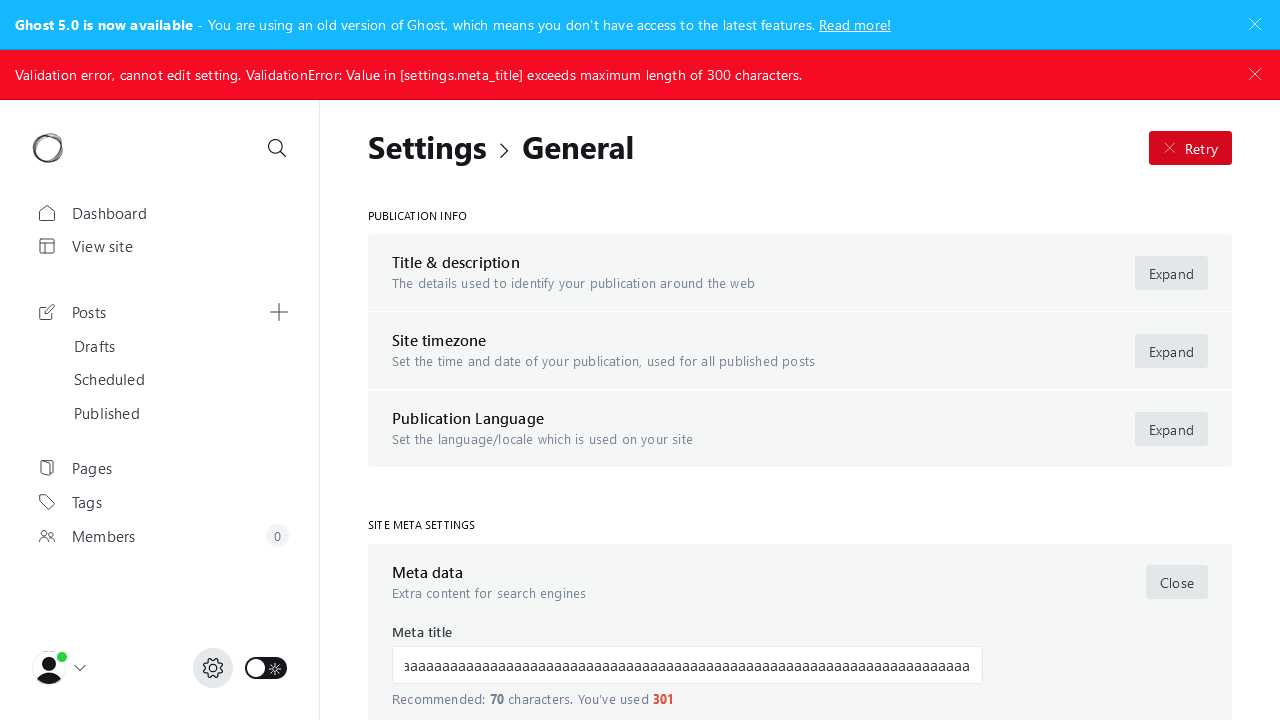 Ghost 5.0 is now available - You are using an old version of Ghost, which means you don't have access to the latest features. Read more!
Validation error, cannot edit setting. ValidationError: Value in [settings.meta_title] exceeds maximum length of 300 characters.
Settings > General
Retry
Dashboard
View site
Posts
Drafts
Scheduled
Published
Pages
Tags
Members
0
PUBLICATION INFO
Title & description
The details used to identify your publication around the web
Expand
Site timezone
Set the time and date of your publication, used for all published posts
Expand
Publication Language
Set the language/locale which is used on your site
Expand
SITE META SETTINGS
Meta data
Extra content for search engines
Close
Meta title
Recommended: 70 characters. You've used 301